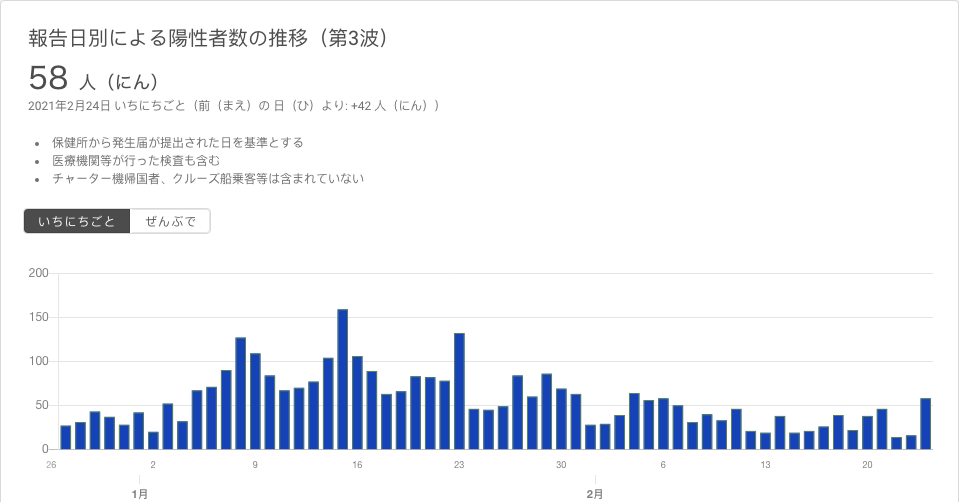 報告日別による陽性者数の推移（第3波）
58 人（にん）
2021年2月24日 いちにちごと（前（まえ）の 日（ひ）より: +42 人（にん））
保健所から発生届が提出された日を基準とする
医療機関等が行った検査も含む
チャーター機帰国者、クルーズ船乗客等は含まれていない
いちにちごと ぜんぶで
200
150
100
50
0
26 2 9 16 23 30 6 13 20
1月 2月